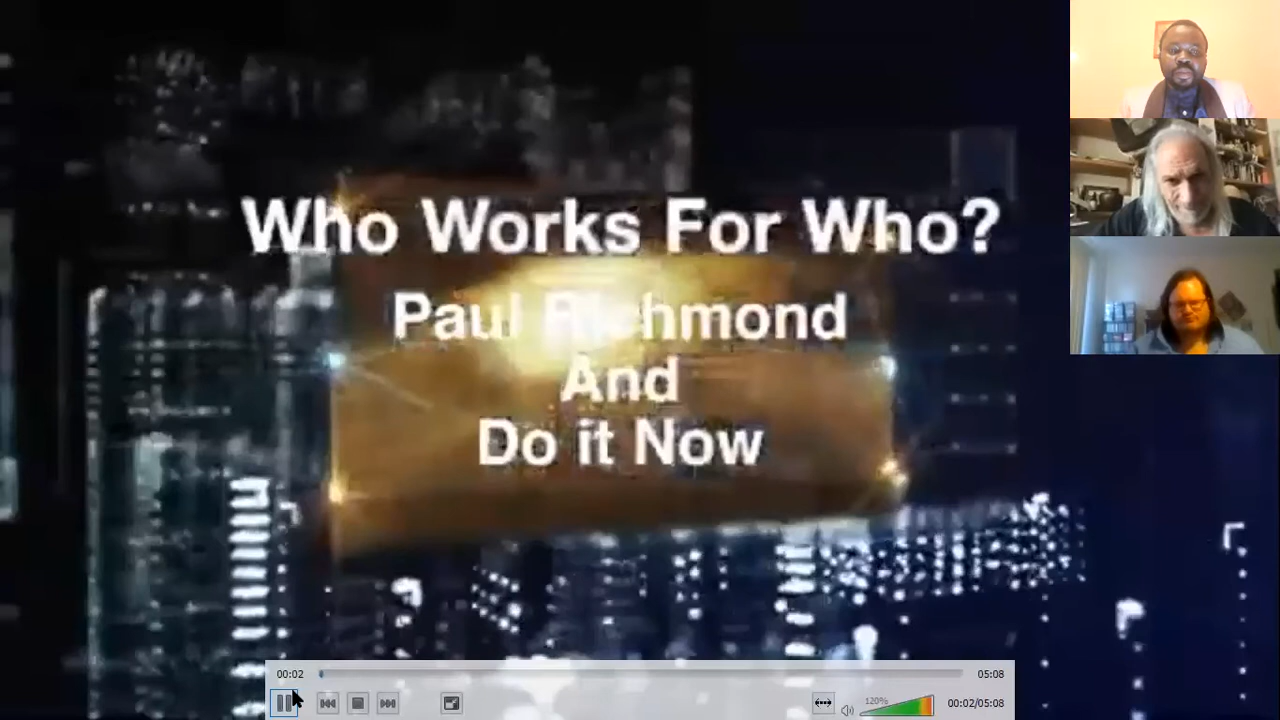 Who Works For Who?
Paul Richmond
And
Do it Now
00:02
05:08
120%
00:02/05:08